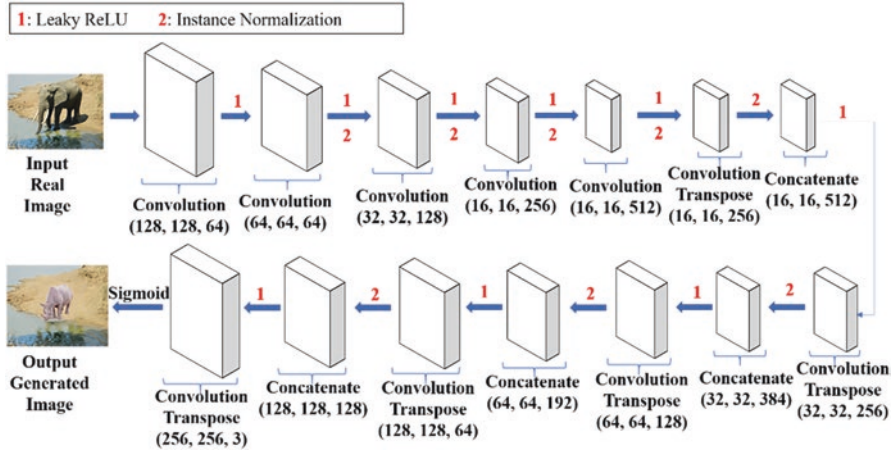 1: Leaky ReLU 2: Instance Normalization
1
1
2
1
2
1
2
1
2
2
1
Input
Real
Image
Convolution
(128, 128, 64)
Convolution
(64, 64, 64)
Convolution
(32, 32, 128)
Convolution
(16, 16, 256)
Convolution
(16, 16, 512)
Convolution
Transpose
(16, 16, 256)
Concatenate
(16, 16, 512)
Sigmoid
1
2
1
2
1
2
Output
Generated
Image
Convolution
Transpose
(256, 256, 3)
Concatenate
(128, 128, 128)
Convolution
Transpose
(128, 128, 64)
Concatenate
(64, 64, 192)
Convolution
Transpose
(64, 64, 128)
Concatenate
(32, 32, 384)
Convolution
Transpose
(32, 32, 256)